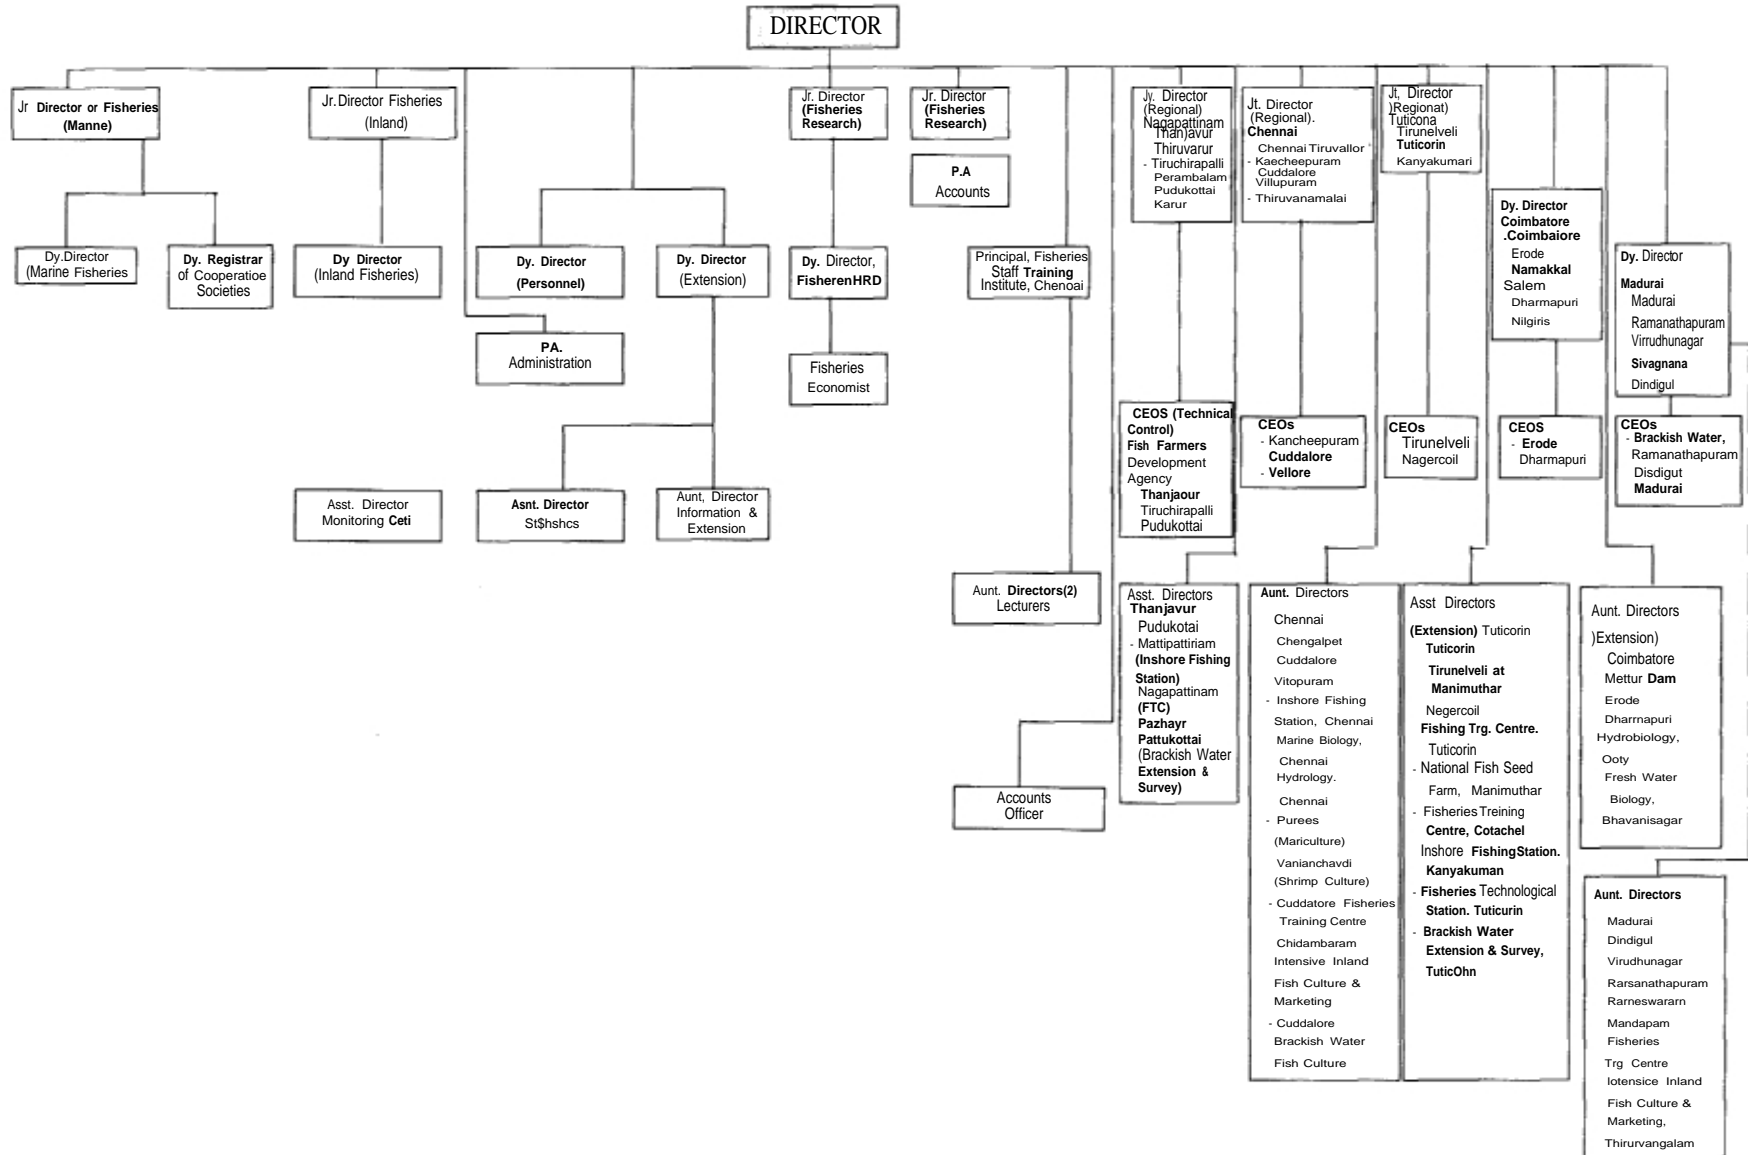 DIRECTOR
Jr Director or Fisheries
(Manne)
Jr. Director Fisheries
(Inland)
Jr. Director
(Fisheries
Research)
Jr. Director
(Fisheries
Research)
P.A
Accounts
Jy. Director
(Regional)
Nagapattinam
Than)avur
Thiruvarur
- Tiruchirapalli
Perambalam
Pudukottai
Karur
Jt. Director
(Regional).
Chennai
Chennai Tiruvallor
- Kaecheepuram
Cuddalore
Villupuram
- Thiruvanamalai
Jt, Director
)Regionat)
Tuticona
Tirunelveli
Tuticorin
Kanyakumari
Dy. Director
Coimbatore
.Coimbaiore
Erode
Namakkal
Salem
Dharmapuri
Nilgiris
Dy. Director
Madurai
Madurai
Ramanathapuram
Virrudhunagar
Sivagnana
Dindigul
Dy.Director
(Marine Fisheries
Dy. Registrar
of Cooperatioe
Societies
Dy Director
(Inland Fisheries)
Dy. Director
(Personnel)
Dy. Director
(Extension)
Dy. Director,
FisherenHRD
Principal, Fisheries
Staff Training
Institute, Chenoai
PA.
Administration
Fisheries
Economist
CEOS (Technical
Control)
Fish Farmers
Development
Agency
Thanjaour
Tiruchirapalli
Pudukottai
CEOs
- Kancheepuram
Cuddalore
- Vellore
CEOs
Tirunelveli
Nagercoil
CEOS
- Erode
Dharmapuri
CEOs
- Brackish Water,
Ramanathapuram
Disdigut
Madurai
Asst. Director
Monitoring Ceti
Asnt. Director
St$hshcs
Aunt, Director
Information &
Extension
Aunt. Directors(2)
Lecturers
Accounts
Officer
Asst. Directors
Thanjavur
Pudukotai
- Mattipattiriam
(Inshore Fishing
Station)
Nagapattinam
(FTC)
Pazhayr
Pattukottai
(Brackish Water
Extension &
Survey)
Aunt. Directors
Chennai
Chengalpet
Cuddalore
Vitopuram
- Inshore Fishing
Station, Chennai
Marine Biology,
Chennai
Hydrology.
Chennai
- Purees
(Mariculture)
Vanianchavdi
(Shrimp Culture)
- Cuddatore Fisheries
Training Centre
Chidambaram
Intensive Inland
Fish Culture &
Marketing
- Cuddalore
Brackish Water
Fish Culture
Asst Directors
(Extension) Tuticorin
Tuticorin
Tirunelveli at
Manimuthar
Negercoil
Fishing Trg. Centre.
Tuticorin
- National Fish Seed
Farm, Manimuthar
- Fisheries Treining
Centre, Cotachel
Inshore FishingStation.
Kanyakuman
- Fisheries Technological
Station. Tuticurin
- Brackish Water
Extension & Survey,
TuticOhn
Aunt. Directors
)Extension)
Coimbatore
Mettur Dam
Erode
Dharrnapuri
Hydrobiology,
Ooty
Fresh Water
Biology,
Bhavanisagar
Aunt. Directors
Madurai
Dindigul
Virudhunagar
Rarsanathapuram
Rarneswararn
Mandapam
Fisheries
Trg Centre
lotensice Inland
Fish Culture &
Marketing,
Thirurvangalam